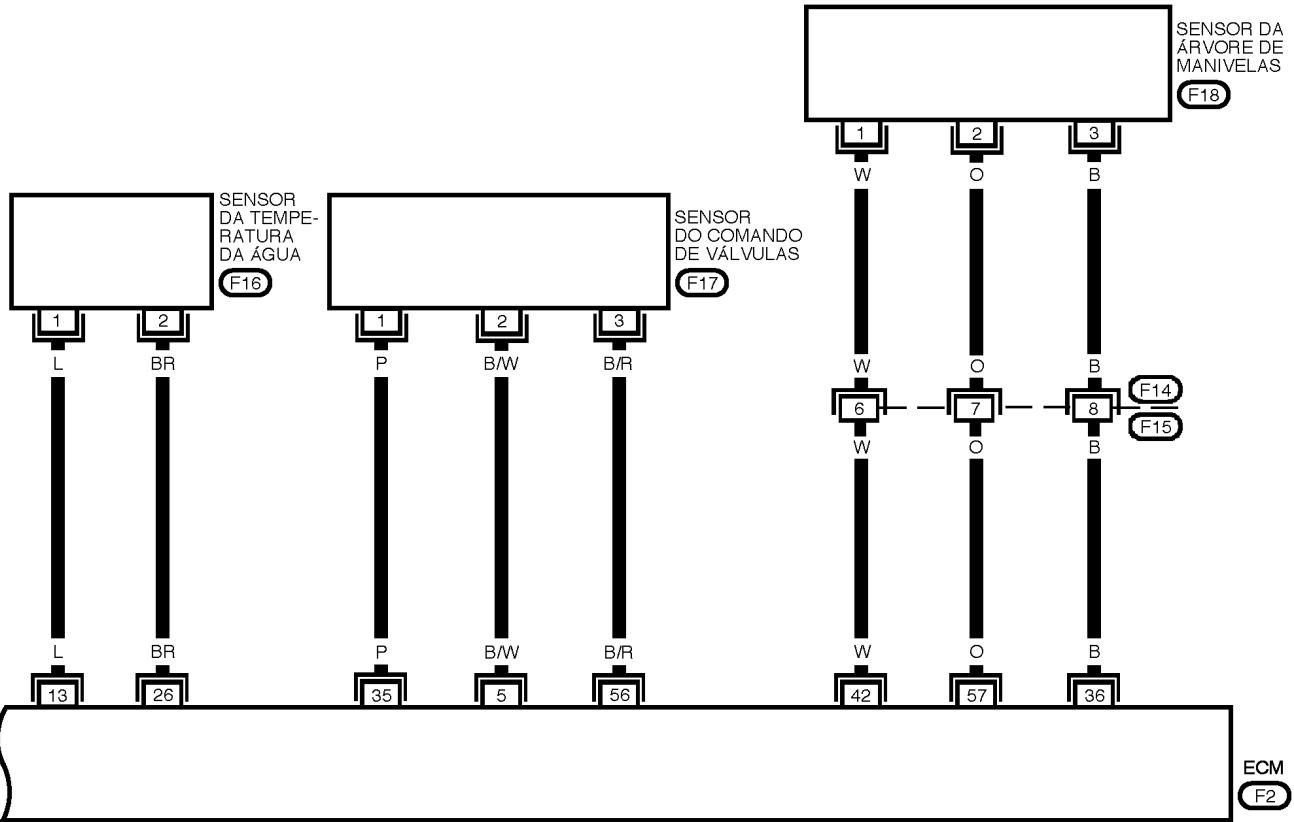 SENSOR DA
ÁRVORE DE
MANIVELAS
F18
1 2 3
W O B
SENSOR
DA TEMPE-
RATURA
DA ÁGUA
F16
SENSOR
DO COMANDO
DE VÁLVULAS
F17
1 2 1 2 3
L BR P B/W B/R
W O B
F14
6 7 8
F15
W O B
L BR P B/W B/R W O B
13 26 35 5 56 42 57 36
ECM
F2